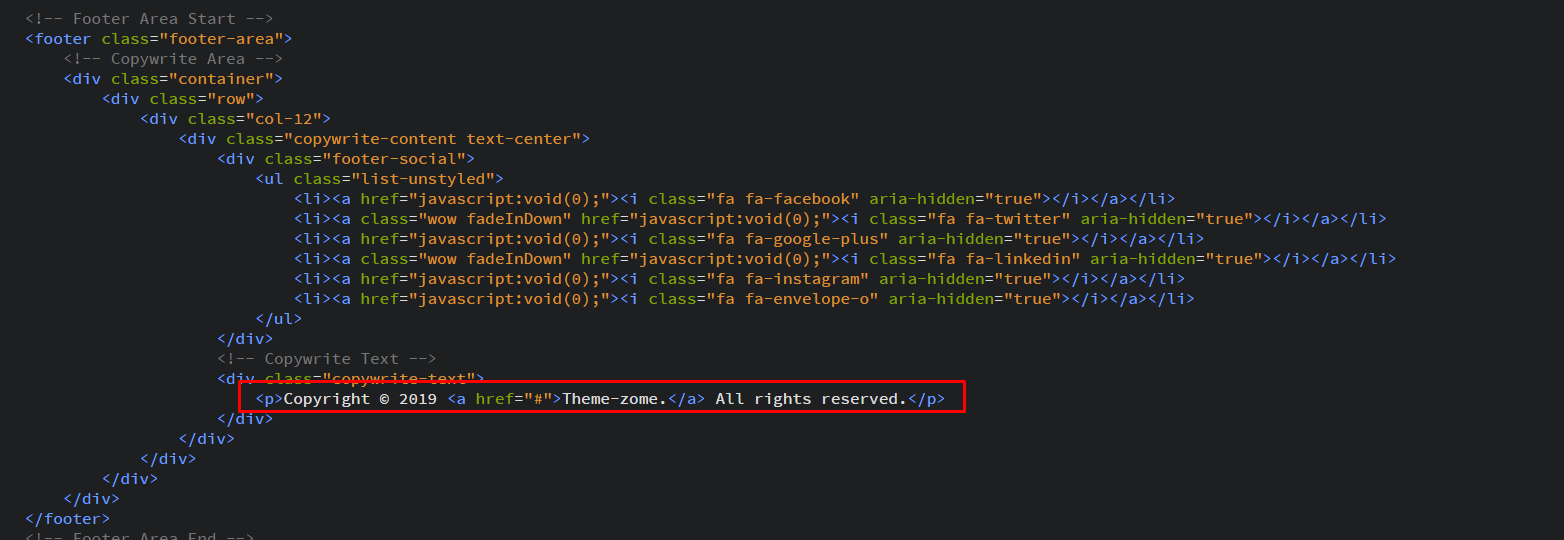 <!-- Footer Area Start -->
<footer class="footer-area">
<!-- Copywrite Area -->
<div class="container">
<div class="row">
<div class="col-12">
<div class="copywrite-content text-center">
<div class="footer-social">
<ul class="list-unstyled">
<li><a href="javascript:void(0);"><i class="fa fa-facebook" aria-hidden="true"></i></a></li>
<li><a class="wow fadeInDown" href="javascript:void(0);"><i class="fa fa-twitter" aria-hidden="true"></i></a></li>
<li><a href="javascript:void(0);"><i class="fa fa-google-plus" aria-hidden="true"></i></a></li>
<li><a class="wow fadeInDown" href="javascript:void(0);"><i class="fa fa-linkedin" aria-hidden="true"></i></a></li>
<li><a href="javascript:void(0);"><i class="fa fa-instagram" aria-hidden="true"></i></a></li>
<li><a href="javascript:void(0);"><i class="fa fa-envelope-o" aria-hidden="true"></i></a></li>
</ul>
</div>
<!-- Copywrite Text -->
<div class="copywrite-text">
<p>Copyright © 2019 <a href="#">Theme-zome.</a> All rights reserved.</p>
</div>
</div>
</div>
</div>
</div>
</footer>
<!-- Footer Area End -->